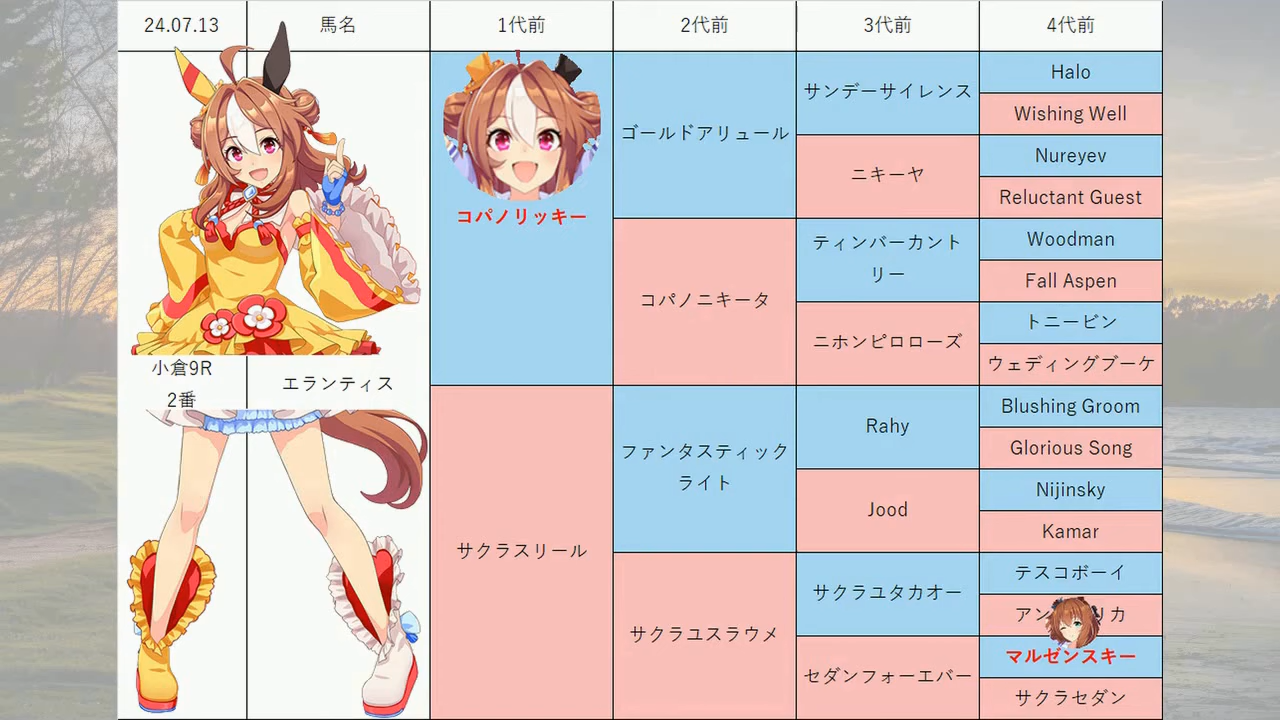 24.07.13
馬名
1代前
2代前
3代前
4代前
小倉9R
2番
エランティス
コパノリッキー
サクラスリール
ゴールドアリュール
コパノニキータ
ファンタスティック
ライト
サクラユスラウメ
サンデーサイレンス
ニキーヤ
ティンバーカント
リー
ニホンピロローズ
Rahy
Jood
サクラユタカオー
セダンフォーエバー
Halo
Wishing Well
Nureyev
Reluctant Guest
Woodman
Fall Aspen
トニービン
ウェディングブーケ
Blushing Groom
Glorious Song
Nijinsky
Kamar
テスコボーイ
マルゼンスキー
サクラセダン